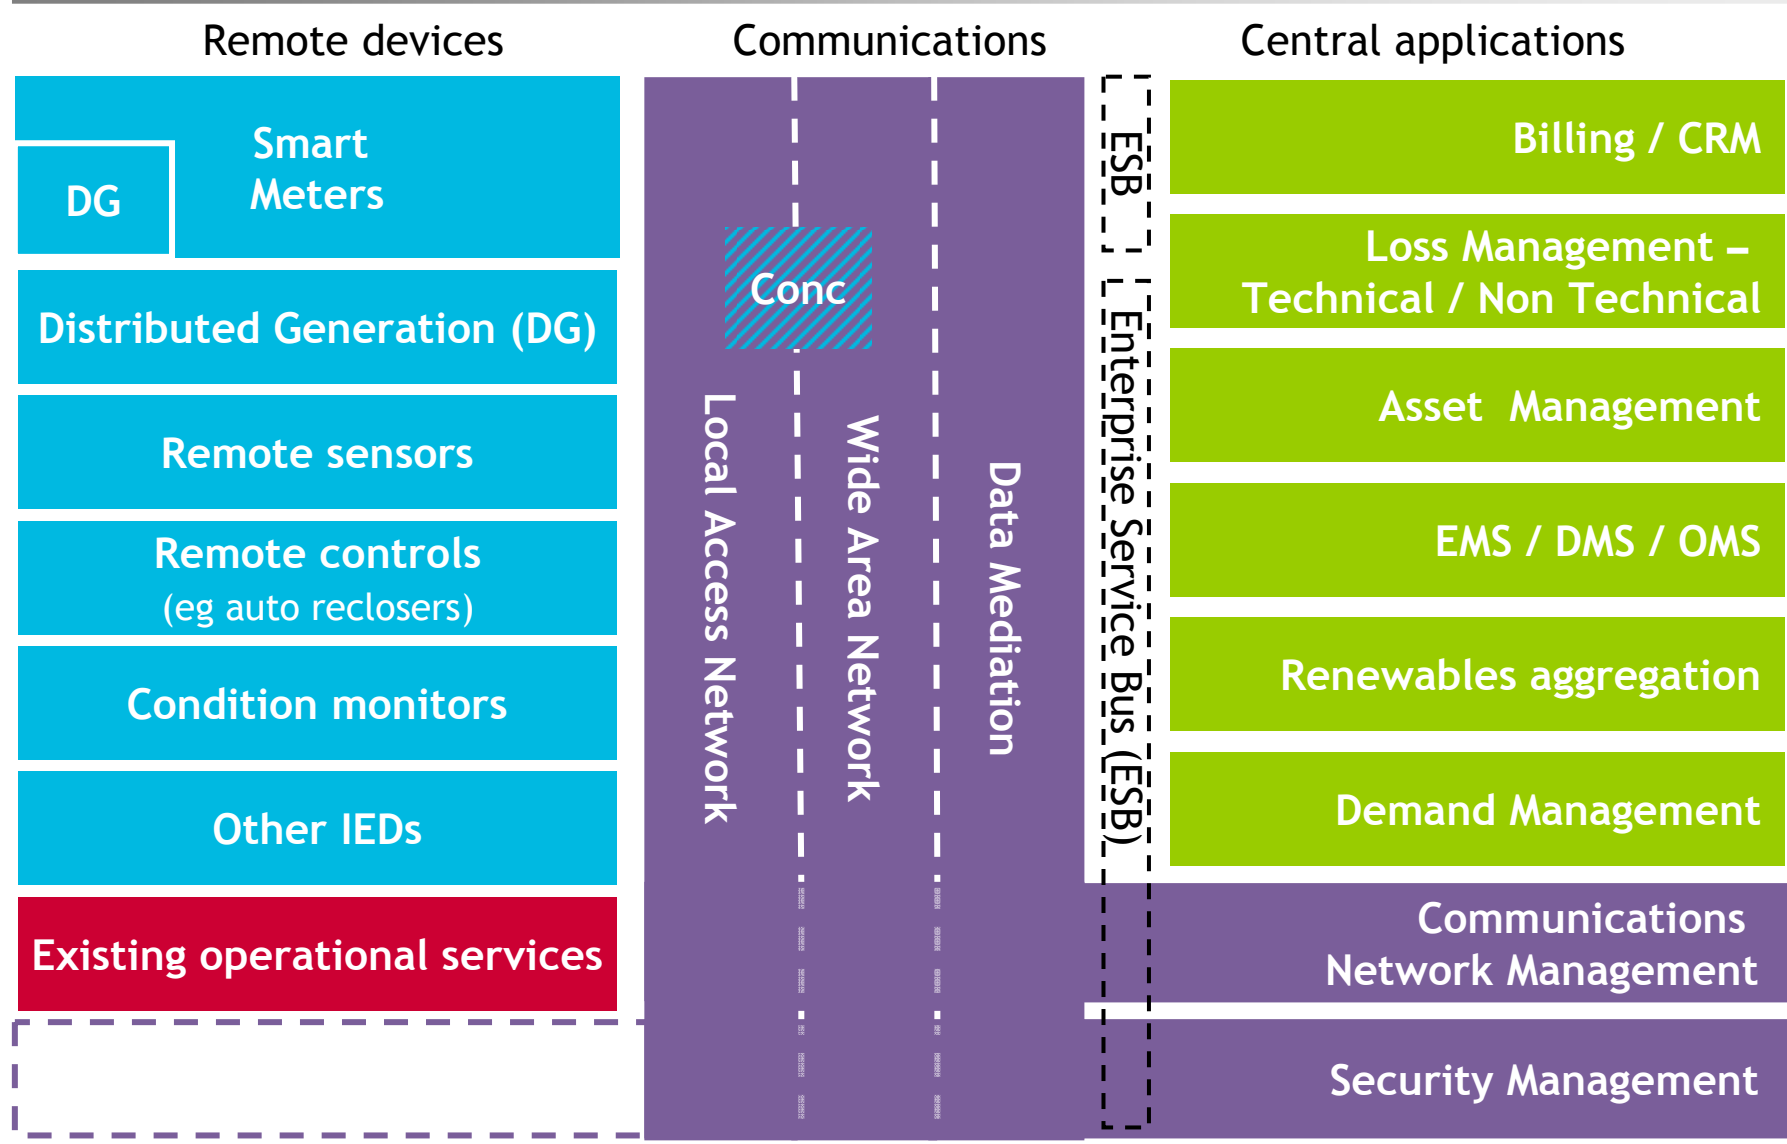 Remote devices
Communications
Central applications
Smart
Meters
DG
Distributed Generation (DG)
Remote sensors
Remote controls
(eg auto reclosers)
Condition monitors
Other IEDs
Existing operational services
Conc
Local Access Network
Wide Area Network
Data Mediation
ESB
Enterprise Service Bus (ESB)
Billing / CRM
Loss Management –
Technical / Non Technical
Asset Management
EMS / DMS / OMS
Renewables aggregation
Demand Management
Communications
Network Management
Security Management